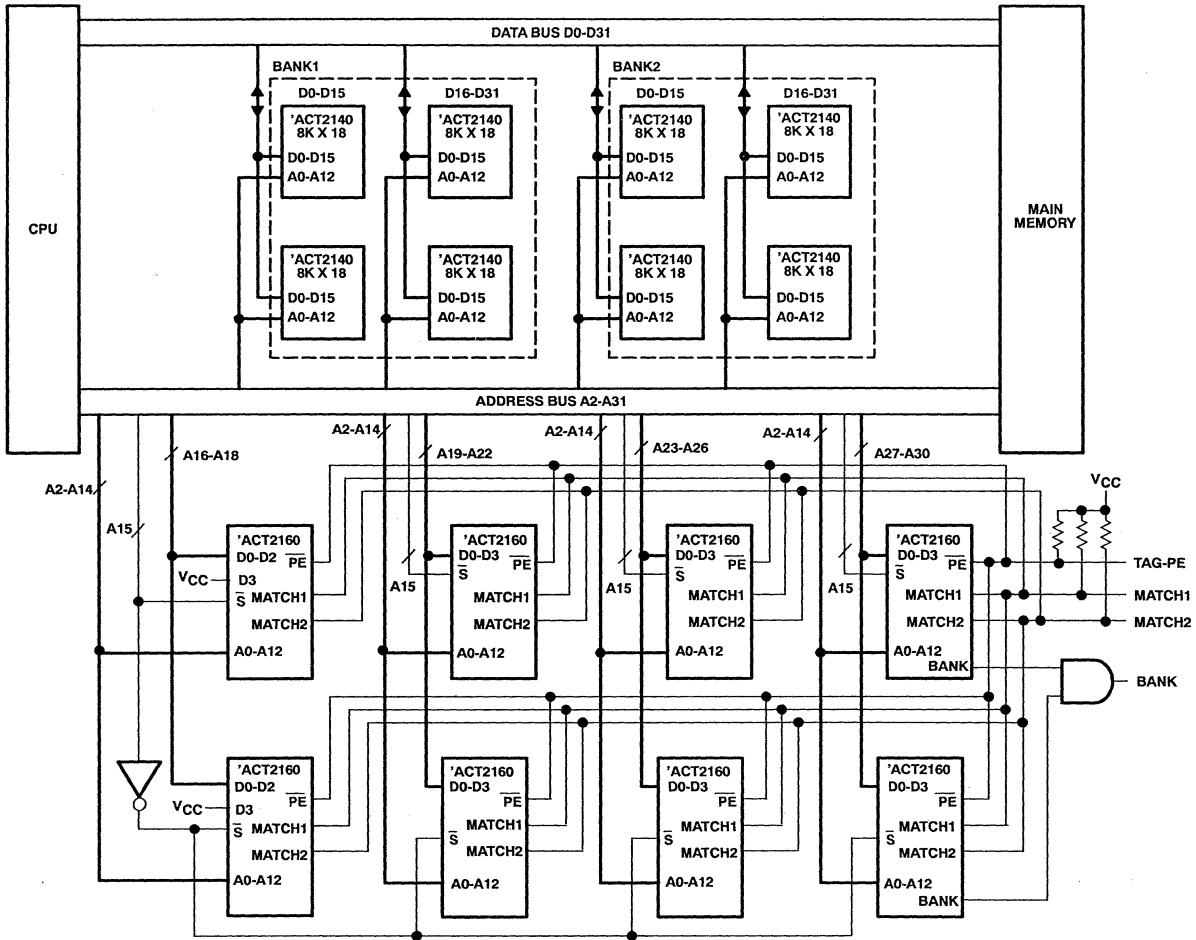 DATA BUS D0-D31
BANK1
BANK2
D0-D15
D16-D31
D0-D15
D16-D31
'ACT2140
8K X 18
D0-D15
A0-A12
'ACT2140
8K X 18
D0-D15
A0-A12
'ACT2140
8K X 18
D0-D15
A0-A12
'ACT2140
8K X 18
D0-D15
A0-A12
CPU
MAIN
MEMORY
'ACT2140
8K X 18
D0-D15
A0-A12
'ACT2140
8K X 18
D0-D15
A0-A12
'ACT2140
8K X 18
D0-D15
A0-A12
'ACT2140
8K X 18
D0-D15
A0-A12
ADDRESS BUS A2-A31
A2-A14
A15
A16-A18
A2-A14
A15
A19-A22
A2-A14
A15
A23-A26
A2-A14
A15
A27-A30
VCC
'ACT2160
D0-D2
PE
VCC
D3
S
MATCH1
MATCH2
A0-A12
'ACT2160
D0-D3
PE
S
MATCH1
MATCH2
A0-A12
'ACT2160
D0-D3
PE
S
MATCH1
MATCH2
A0-A12
'ACT2160
D0-D3
PE
S
MATCH1
MATCH2
A0-A12
BANK
TAG-PE
MATCH1
MATCH2
BANK
'ACT2160
D0-D2
PE
VCC
D3
S
MATCH1
MATCH2
A0-A12
'ACT2160
D0-D3
PE
S
MATCH1
MATCH2
A0-A12
'ACT2160
D0-D3
PE
S
MATCH1
MATCH2
A0-A12
'ACT2160
D0-D3
PE
S
MATCH1
MATCH2
A0-A12
BANK